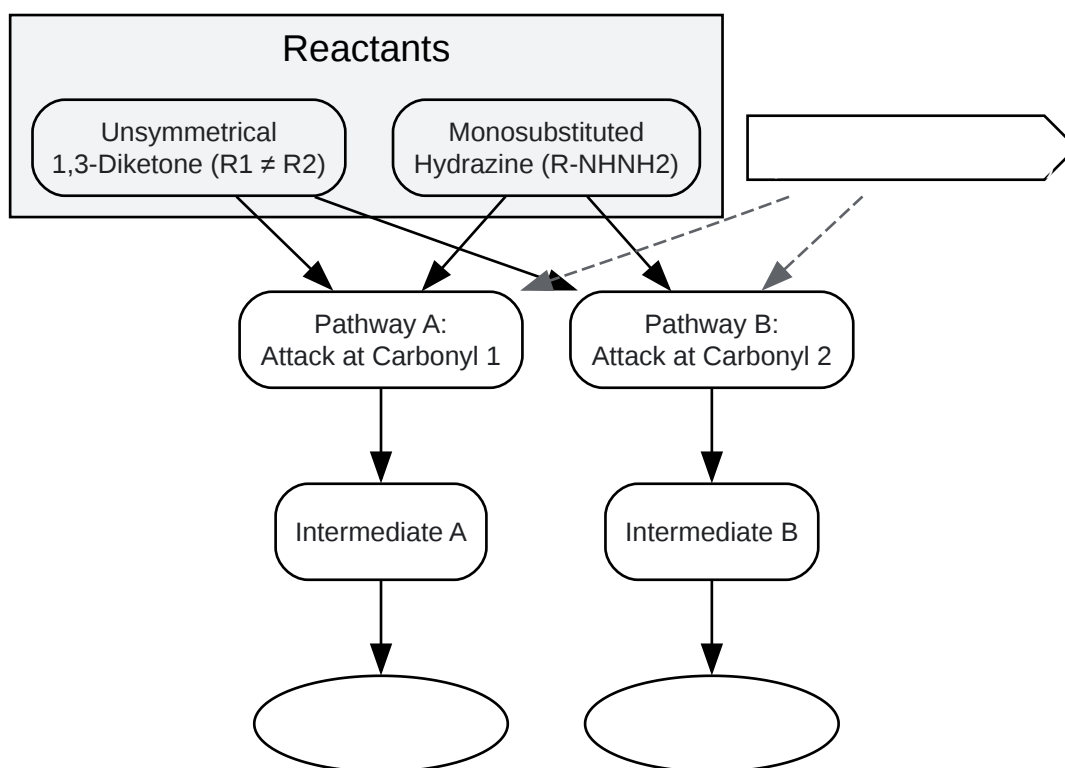 Reactants
Unsymmetrical
1,3-Diketone (R1 ≠ R2)
Monosubstituted
Hydrazine (R-NHNH2)
Pathway A:
Attack at Carbonyl 1
Pathway B:
Attack at Carbonyl 2
Intermediate A
Intermediate B